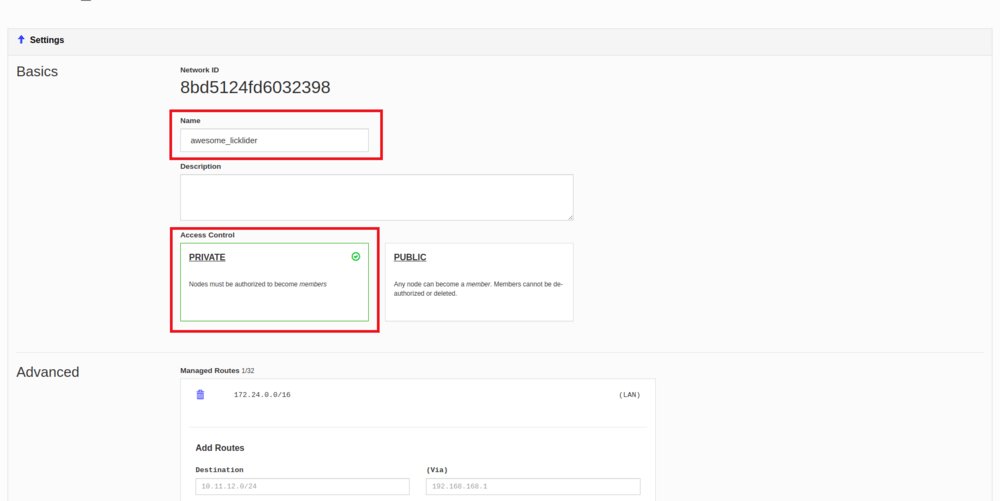 Settings
Basics
Network ID
8bd5124fd6032398
Name
awesome_licklider
Description
Access Control
PRIVATE
Nodes must be authorized to become members
PUBLIC
Any node can become a member. Members cannot be de-
authorized or deleted.
Advanced
Managed Routes 1/32
172.24.0.0/16 (LAN)
Add Routes
Destination (Via)
10.11.12.0/24 192.168.168.1